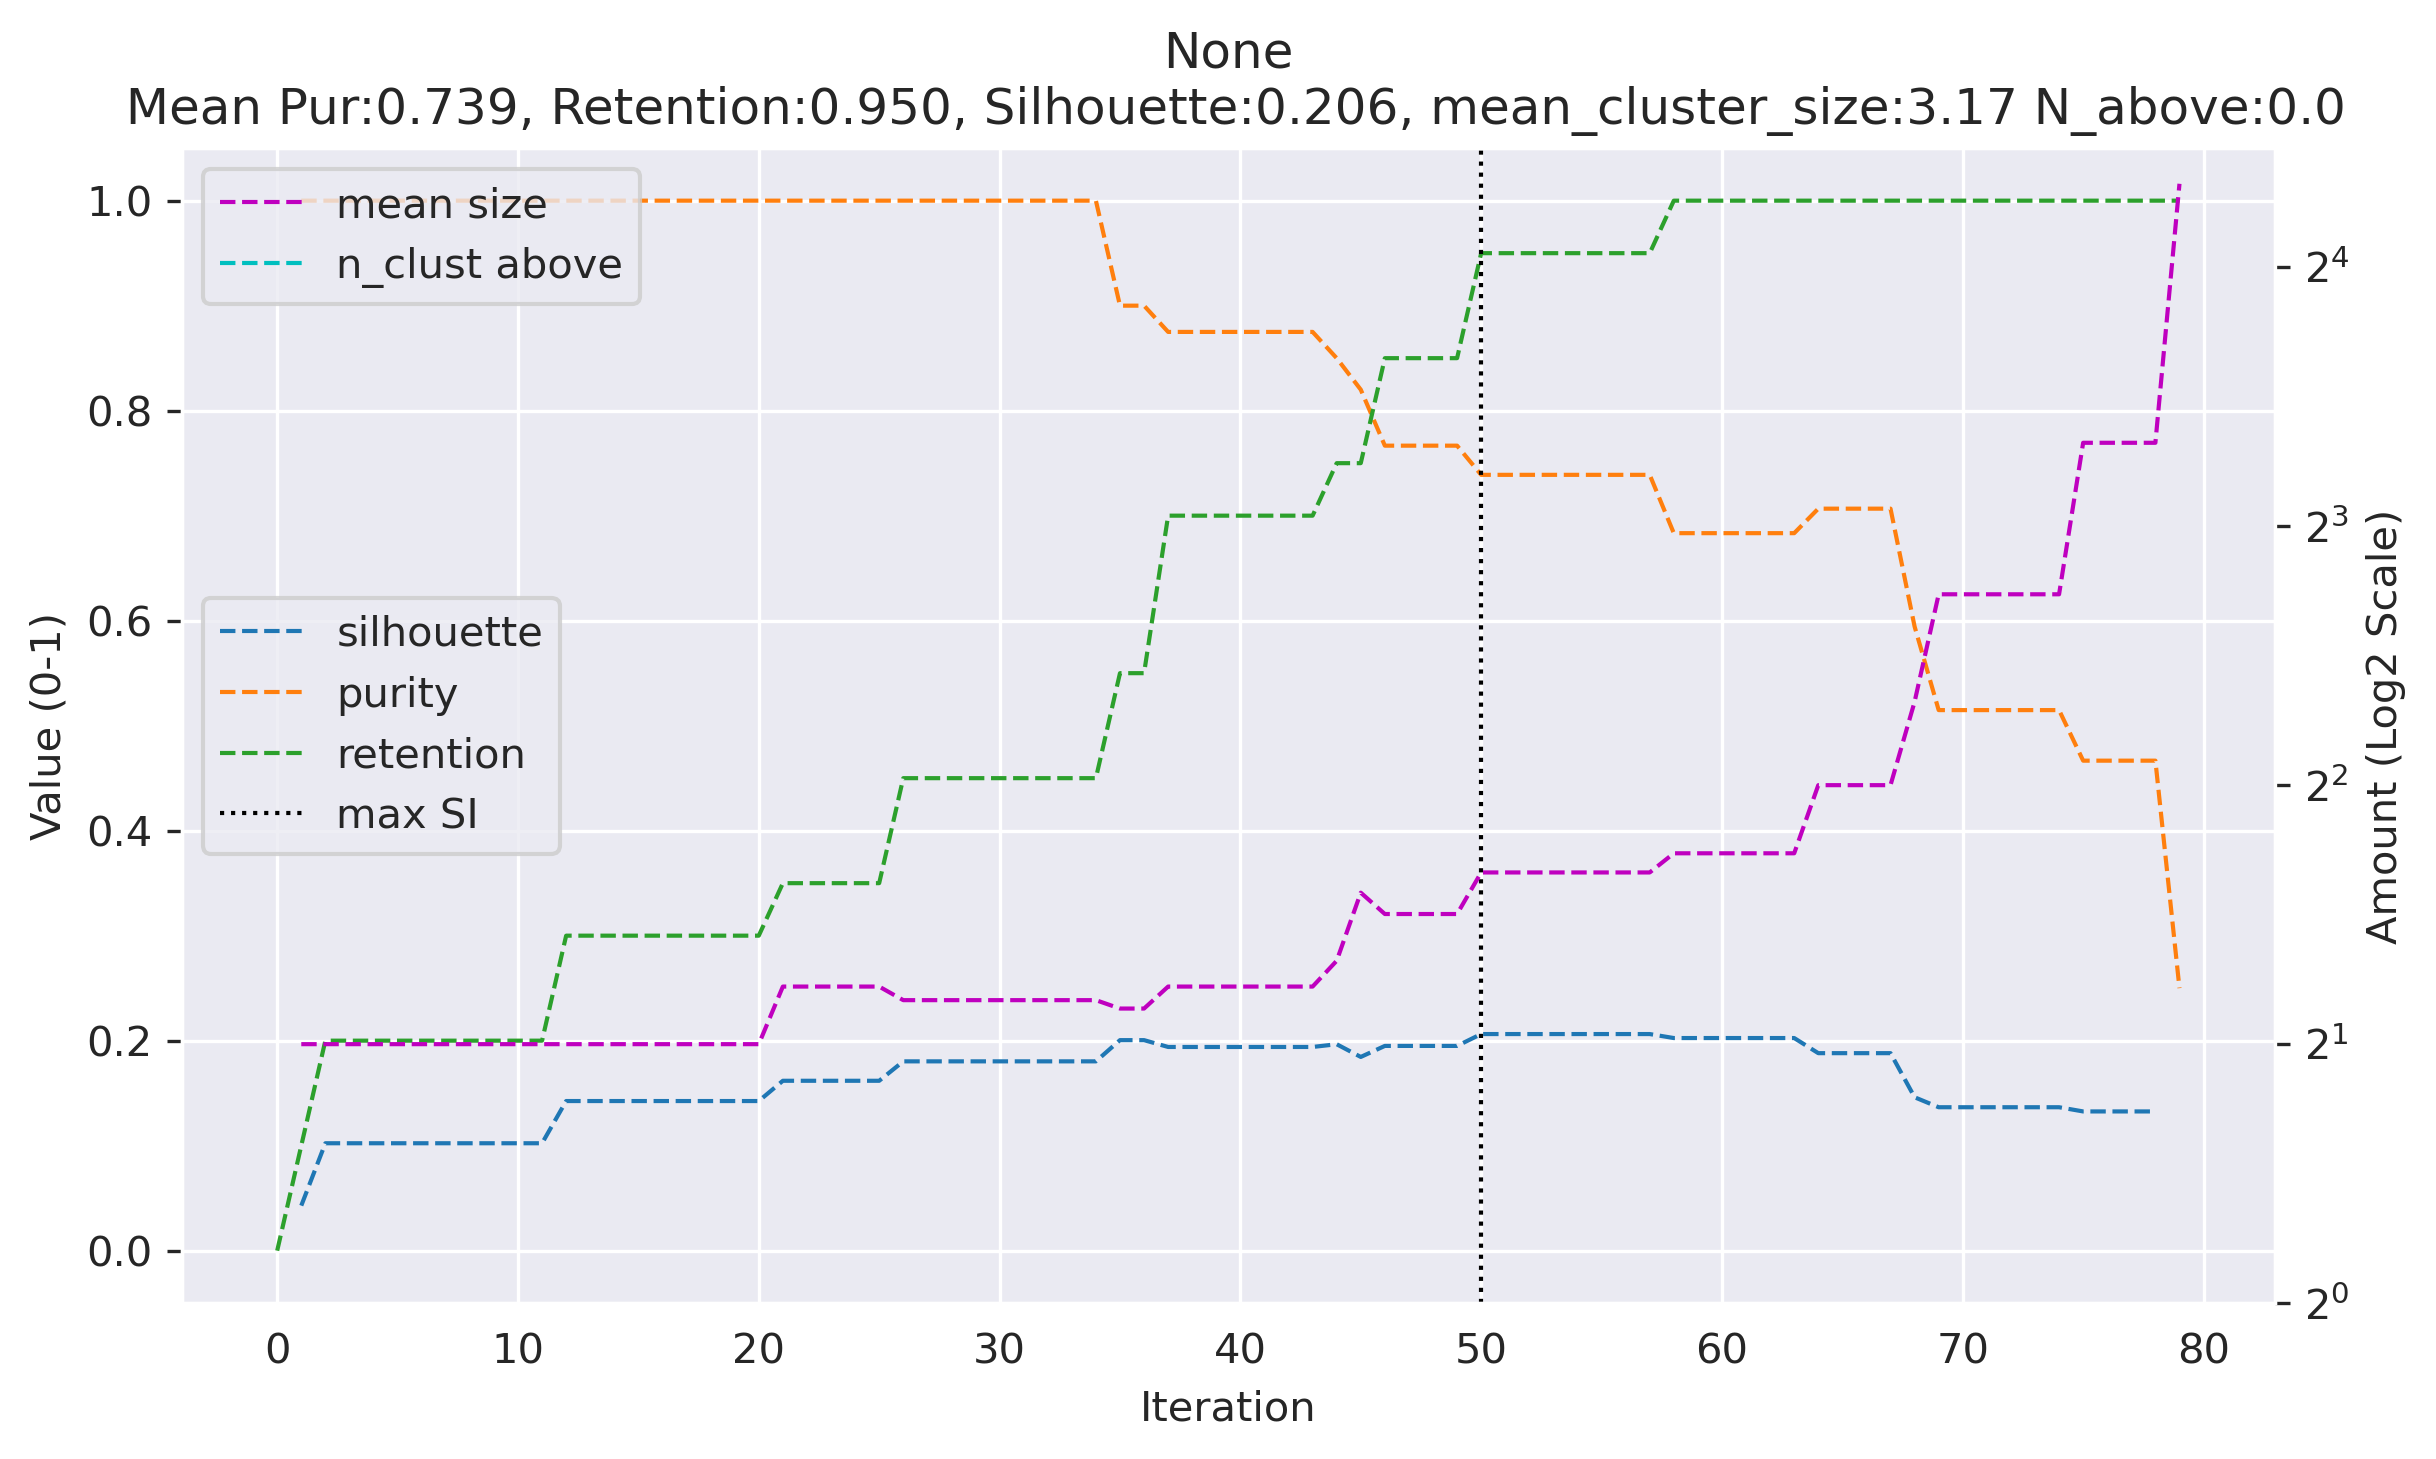 None
Mean Pur:0.739, Retention:0.950, Silhouette:0.206, mean_cluster_size:3.17 N_above:0.0
mean size
n_clust above
silhouette
purity
retention
max SI
Value (0-1)
1.0
0.8
0.6
0.4
0.2
0.0
2⁴
2³
2²
2¹
2⁰
Amount (Log2 Scale)
0 10 20 30 40 50 60 70 80
Iteration